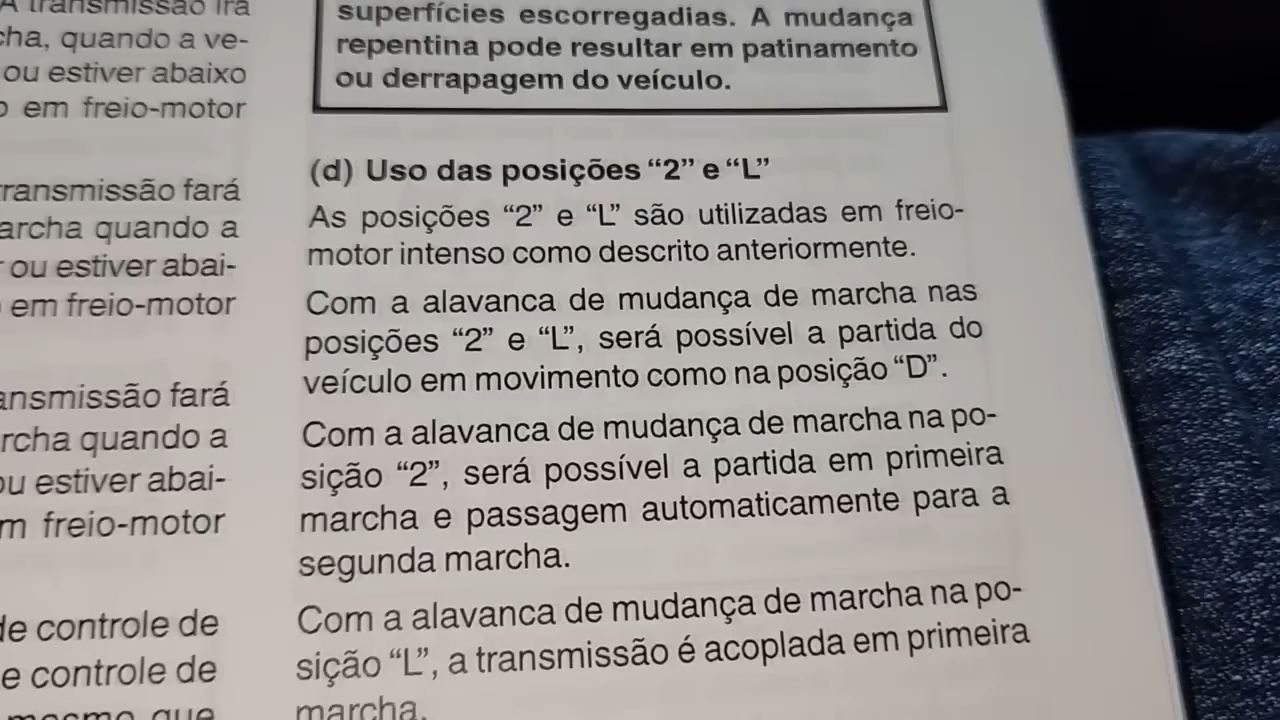 A transmissão irá
cha, quando a ve-
ou estiver abaixo
em freio-motor
transmissão fará
archa quando a
ou estiver abai-
em freio-motor
ansmissão fará
rcha quando a
ou estiver abai-
m freio-motor
de controle de
e controle de
mesmo que
superfícies escorregadias. A mudança
repentina pode resultar em patinamento
ou derrapagem do veículo.
(d) Uso das posições “2” e “L”
As posições “2” e “L” são utilizadas em freio-
motor intenso como descrito anteriormente.
Com a alavanca de mudança de marcha nas
posições “2” e “L”, será possível a partida do
veículo em movimento como na posição “D”.
Com a alavanca de mudança de marcha na po-
sição “2”, será possível a partida em primeira
marcha e passagem automaticamente para a
segunda marcha.
Com a alavanca de mudança de marcha na po-
sição “L”, a transmissão é acoplada em primeira
marcha.